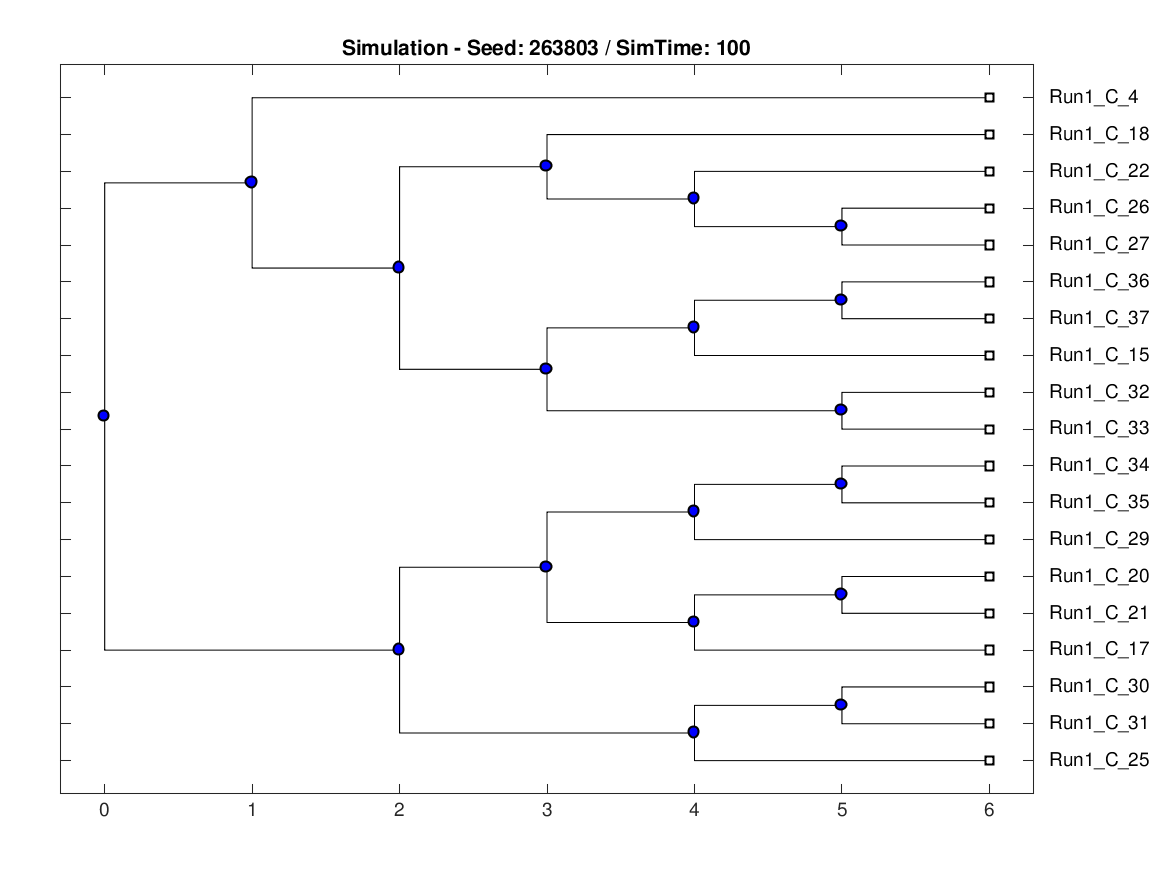 Simulation - Seed: 263803 / SimTime: 100
Run1_C_4
Run1_C_18
Run1_C_22
Run1_C_26
Run1_C_27
Run1_C_36
Run1_C_37
Run1_C_15
Run1_C_32
Run1_C_33
Run1_C_34
Run1_C_35
Run1_C_29
Run1_C_20
Run1_C_21
Run1_C_17
Run1_C_30
Run1_C_31
Run1_C_25
0 1 2 3 4 5 6